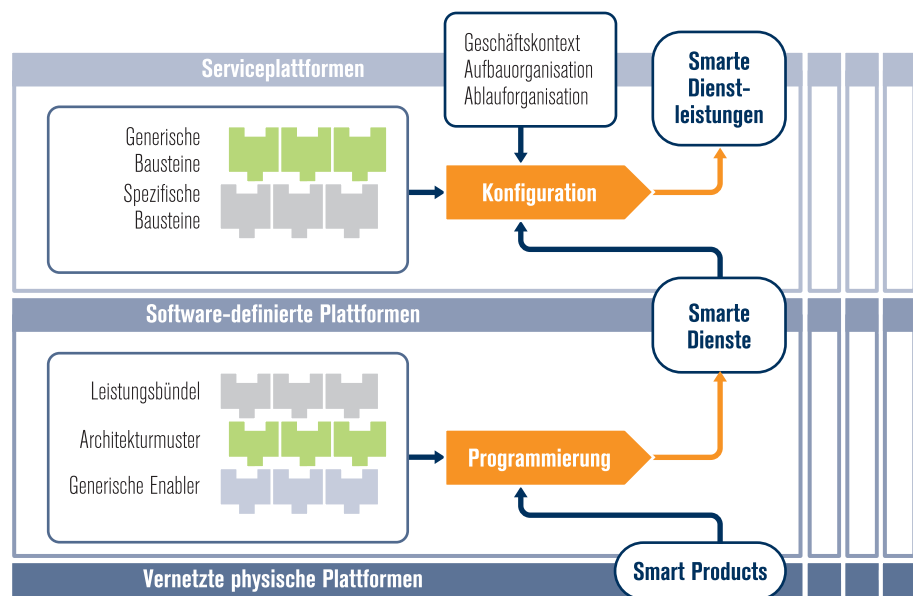 Serviceplattformen
Geschäftskontext
Aufbauorganisation
Ablauforganisation
Smarte
Dienst-
leistungen
Generische
Bausteine
Spezifische
Bausteine
Konfiguration
Software-definierte Plattformen
Smarte
Dienste
Leistungsbündel
Architekturmuster
Generische Enabler
Programmierung
Vernetzte physische Plattformen
Smart Products